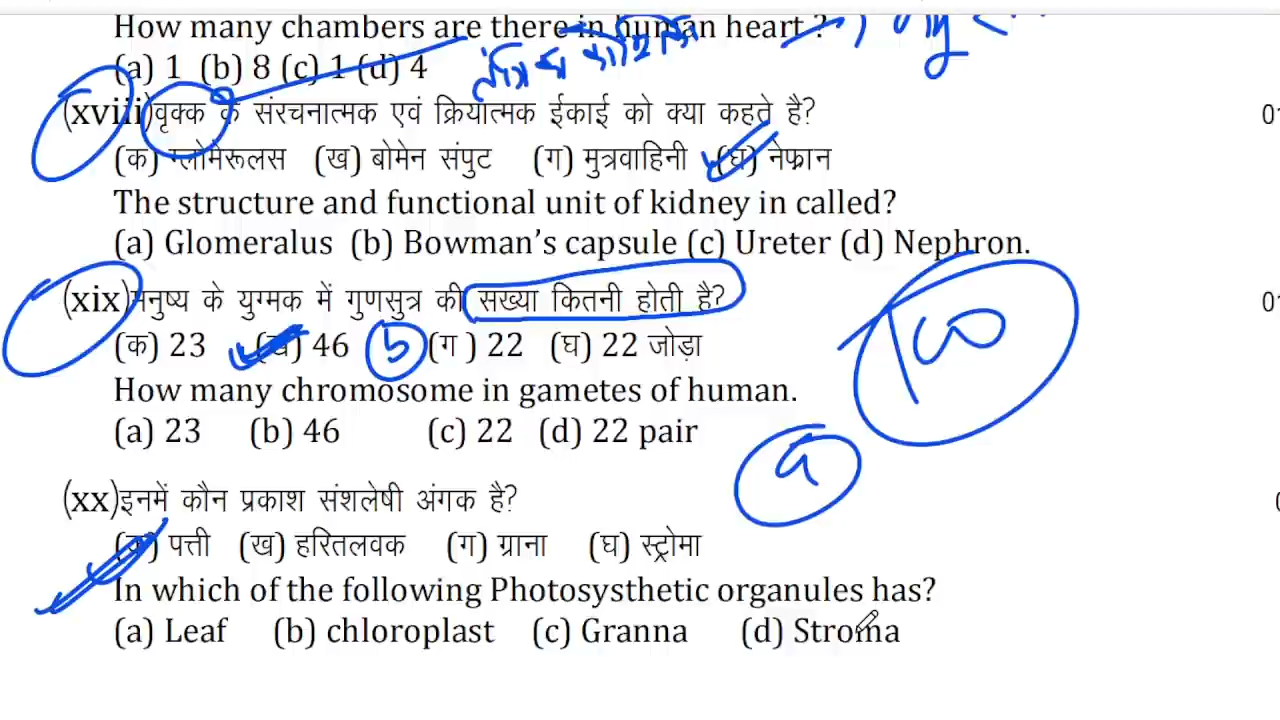 How many chambers are there in human heart ?
(a) 1 (b) 8 (c) 1 (d) 4
(xviii) वृक्क के संरचनात्मक एवं क्रियात्मक ईकाई को क्या कहते है?
(क) ग्लोमेरूलस (ख) बोमेन संपुट (ग) मुत्रवाहिनी (घ) नेफ्रान
The structure and functional unit of kidney in called?
(a) Glomeralus (b) Bowman’s capsule (c) Ureter (d) Nephron.
(xix) मनुष्य के युग्मक में गुणसुत्र की सख्या कितनी होती है?
(क) 23 (ख) 46 b (ग ) 22 (घ) 22 जोड़ा
How many chromosome in gametes of human.
(a) 23 (b) 46 (c) 22 (d) 22 pair
(xx) इनमें कौन प्रकाश संशलेषी अंगक है?
(क) पत्ती (ख) हरितलवक (ग) ग्राना (घ) स्ट्रोमा
In which of the following Photosysthetic organules has?
(a) Leaf (b) chloroplast (c) Granna (d) Stroma